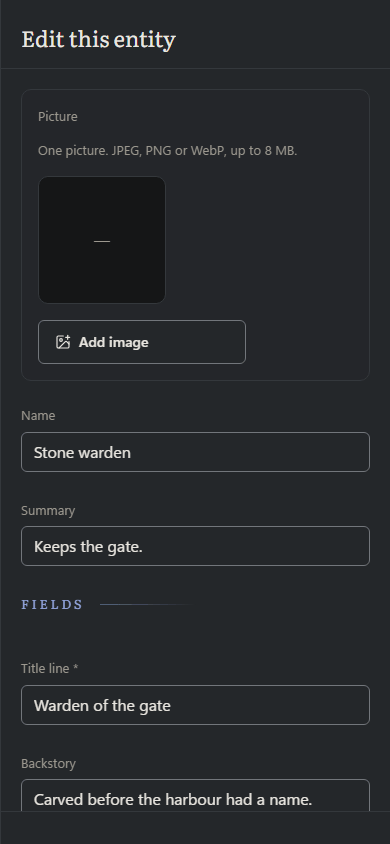 Edit this entity
Picture
One picture. JPEG, PNG or WebP, up to 8 MB.
—
Add image
Name
Stone warden
Summary
Keeps the gate.
FIELDS
Title line *
Warden of the gate
Backstory
Carved before the harbour had a name.